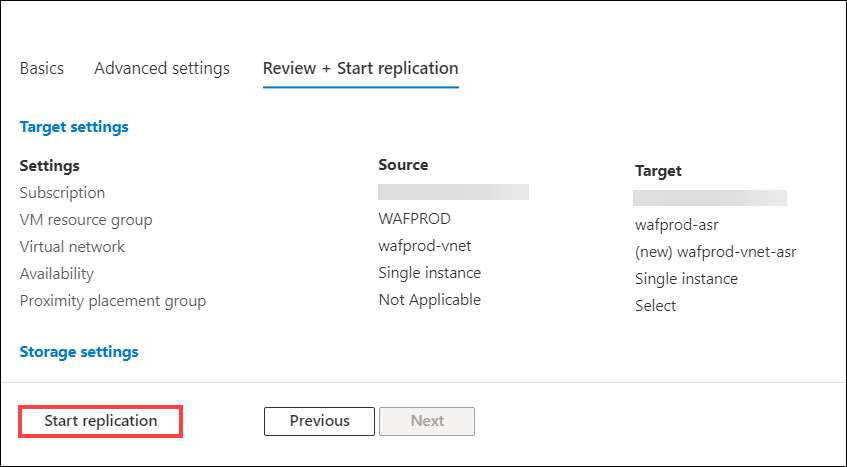 Basics Advanced settings Review + Start replication
Target settings
Settings Source Target
Subscription
VM resource group WAFPROD wafprod-asr
Virtual network wafprod-vnet (new) wafprod-vnet-asr
Availability Single instance Single instance
Proximity placement group Not Applicable Select
Storage settings
Start replication Previous Next